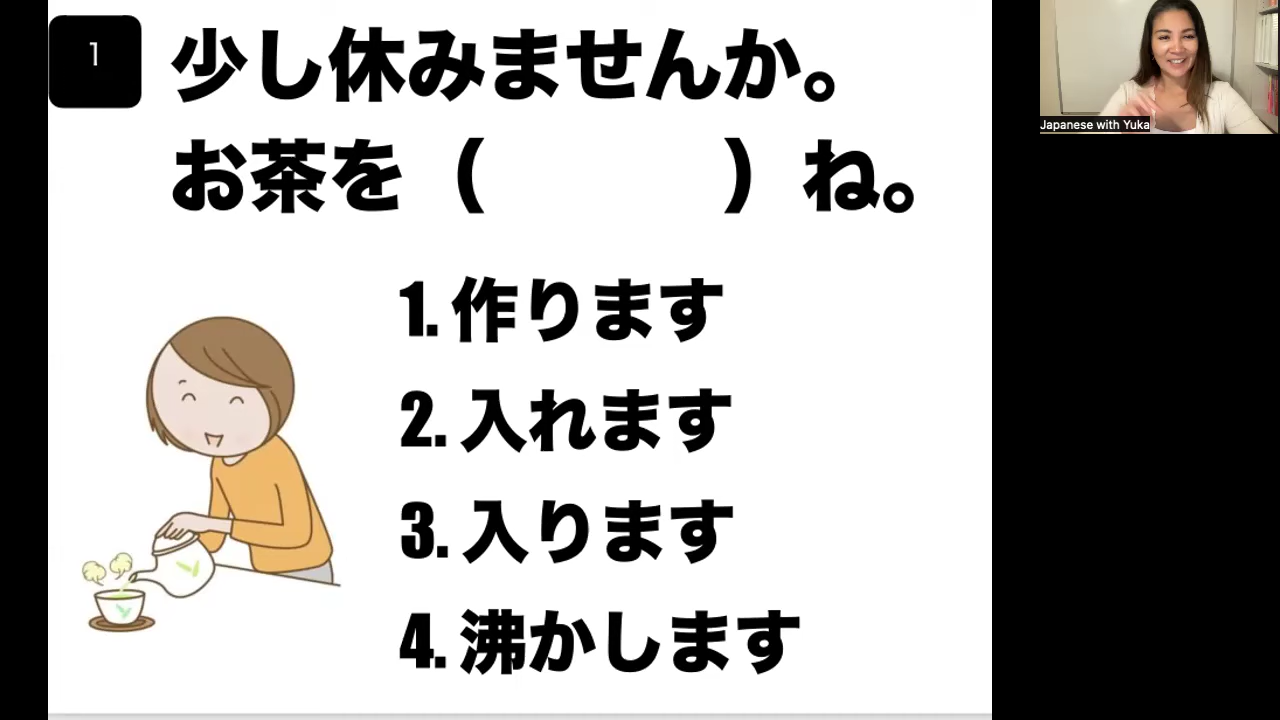 1
少し休みませんか。
お茶を（　　　）ね。
1. 作ります
2. 入れます
3. 入ります
4. 沸かします
Japanese with Yuka